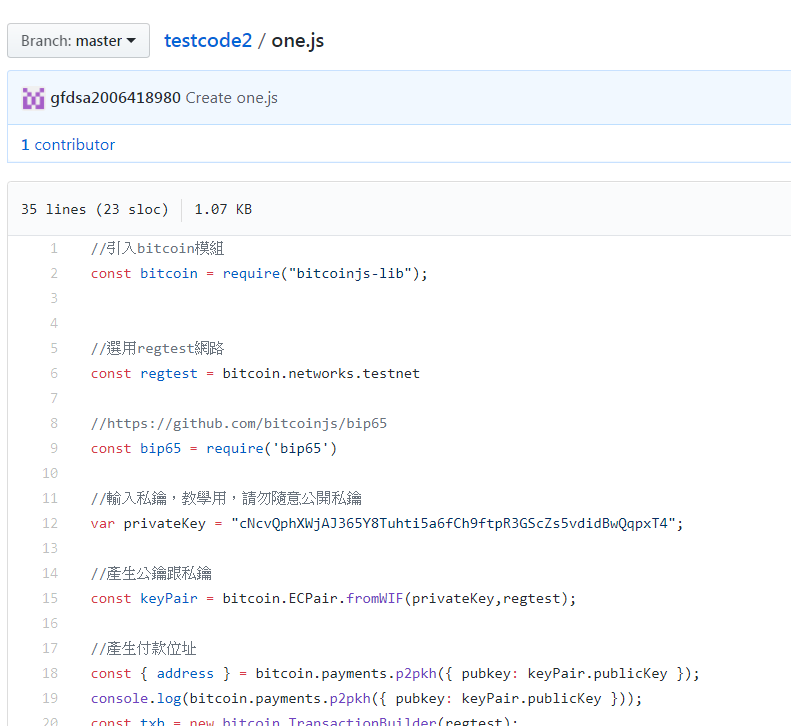 Branch: master
testcode2 / one.js
gfdsa2006418980 Create one.js
1 contributor
35 lines (23 sloc) 1.07 KB
1 //引入bitcoin模組
2 const bitcoin = require("bitcoinjs-lib");
3
4
5 //選用regtest網路
6 const regtest = bitcoin.networks.testnet
7
8 //https://github.com/bitcoinjs/bip65
9 const bip65 = require('bip65')
10
11 //輸入私鑰，教學用，請勿隨意公開私鑰
12 var privateKey = "cNcvQphXWjAJ365Y8Tuhti5a6fCh9ftpR3GScZs5vdidBwQqpxT4";
13
14 //產生公鑰跟私鑰
15 const keyPair = bitcoin.ECPair.fromWIF(privateKey,regtest);
16
17 //產生付款位址
18 const { address } = bitcoin.payments.p2pkh({ pubkey: keyPair.publicKey });
19 console.log(bitcoin.payments.p2pkh({ pubkey: keyPair.publicKey }));
20 const txb = new bitcoin.TransactionBuilder(regtest);